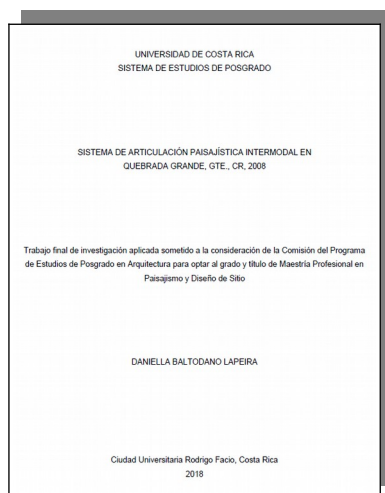 UNIVERSIDAD DE COSTA RICA
SISTEMA DE ESTUDIOS DE POSGRADO
SISTEMA DE ARTICULACIÓN PAISAJÍSTICA INTERMODAL EN
QUEBRADA GRANDE, GTE., CR, 2008
Trabajo final de investigación aplicada sometido a la consideración de la Comisión del Programa
de Estudios de Posgrado en Arquitectura para optar al grado y título de Maestría Profesional en
Paisajismo y Diseño de Sitio
DANIELLA BALTODANO LAPEIRA
Ciudad Universitaria Rodrigo Facio, Costa Rica
2018